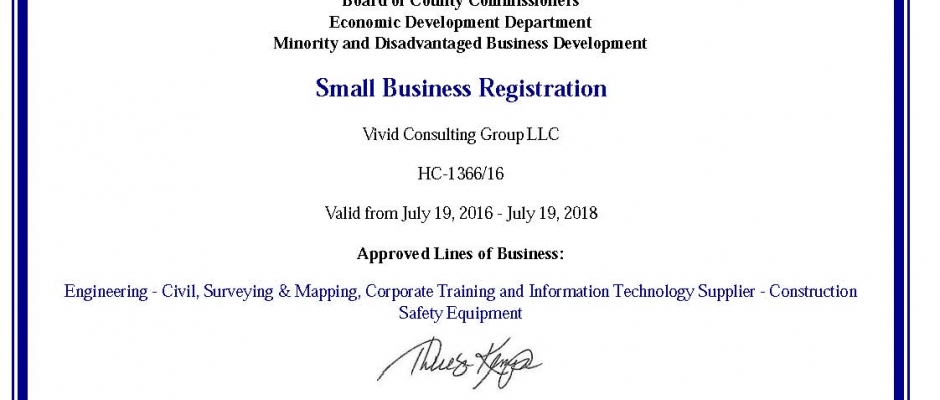 Board of County Commissioners
Economic Development Department
Minority and Disadvantaged Business Development
Small Business Registration
Vivid Consulting Group LLC
HC-1366/16
Valid from July 19, 2016 - July 19, 2018
Approved Lines of Business:
Engineering - Civil, Surveying & Mapping, Corporate Training and Information Technology Supplier - Construction
Safety Equipment